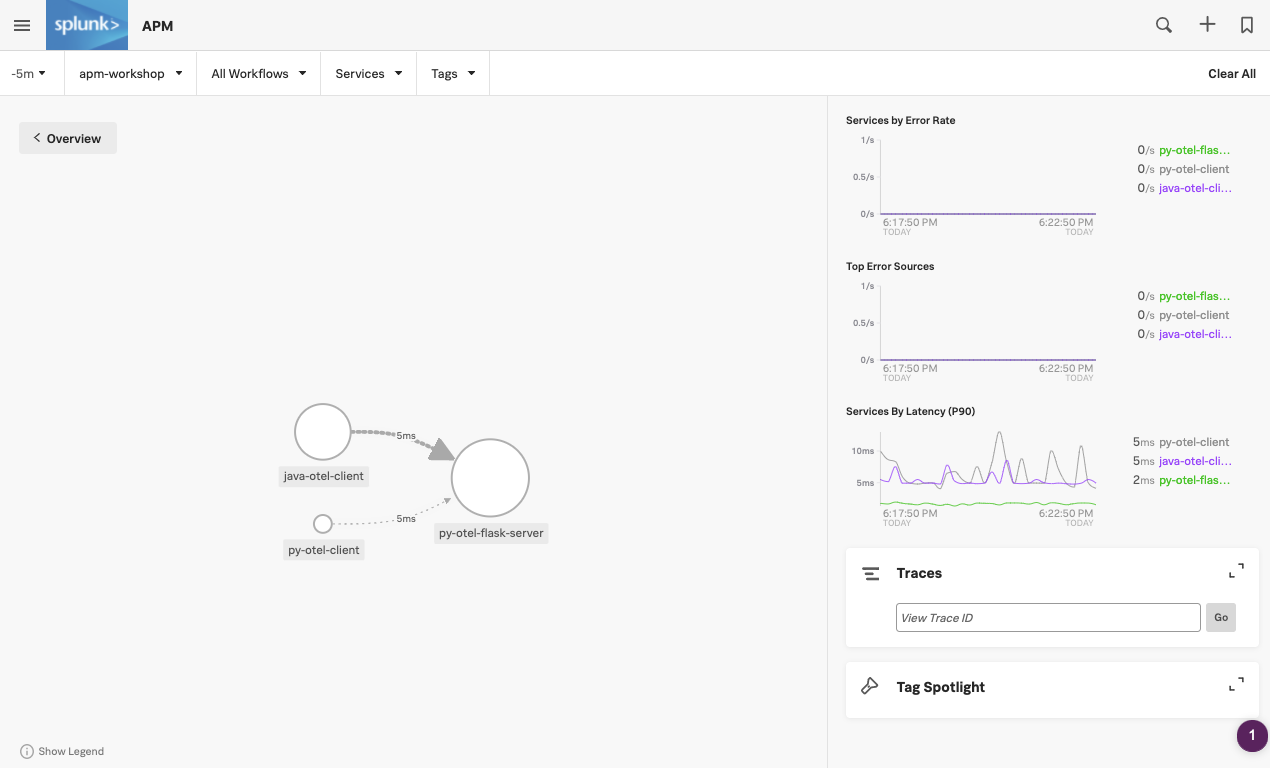 splunk> APM
-5m apm-workshop All Workflows Services Tags Clear All
Overview
java-otel-client
5ms
py-otel-client
5ms
py-otel-flask-server
Show Legend
Services by Error Rate
1/s
0.5/s
0/s
6:17:50 PM 6:22:50 PM
TODAY TODAY
0/s py-otel-flas…
0/s py-otel-client
0/s java-otel-cli…
Top Error Sources
1/s
0.5/s
0/s
6:17:50 PM 6:22:50 PM
TODAY TODAY
0/s py-otel-flas…
0/s py-otel-client
0/s java-otel-cli…
Services By Latency (P90)
10ms
5ms
6:17:50 PM 6:22:50 PM
TODAY TODAY
5ms py-otel-client
5ms java-otel-cli…
2ms py-otel-flas…
Traces
View Trace ID Go
Tag Spotlight
1